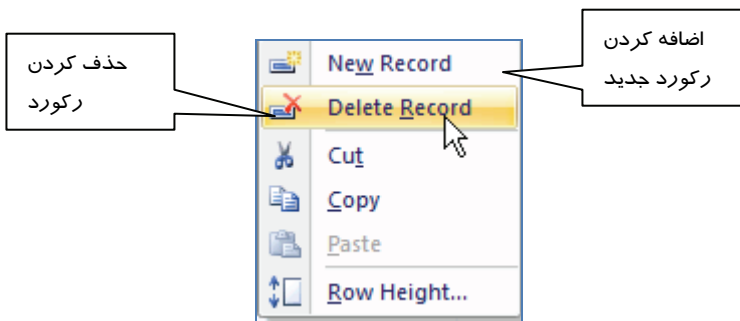 حذف کردن
رکورد
اضافه کردن
رکورد جدید
New Record
Delete Record
Cut
Copy
Paste
Row Height...